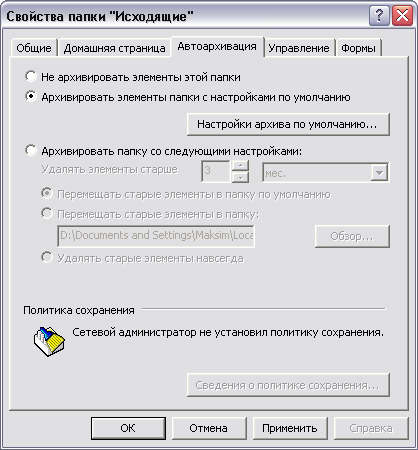 Свойства папки "Исходящие"
Общие Домашняя страница Автоархивация Управление Формы
Не архивировать элементы этой папки
Архивировать элементы папки с настройками по умолчанию
Настройки архива по умолчанию...
Архивировать папку со следующими настройками:
Удалять элементы старше: 3 мес.
Перемещать старые элементы в папку по умолчанию
Перемещать старые элементы в папку:
D:\Documents and Settings\Maksim\Loca Обзор...
Удалять старые элементы навсегда
Политика сохранения
Сетевой администратор не установил политику сохранения.
Сведения о политике сохранения...
ОК Отмена Применить Справка